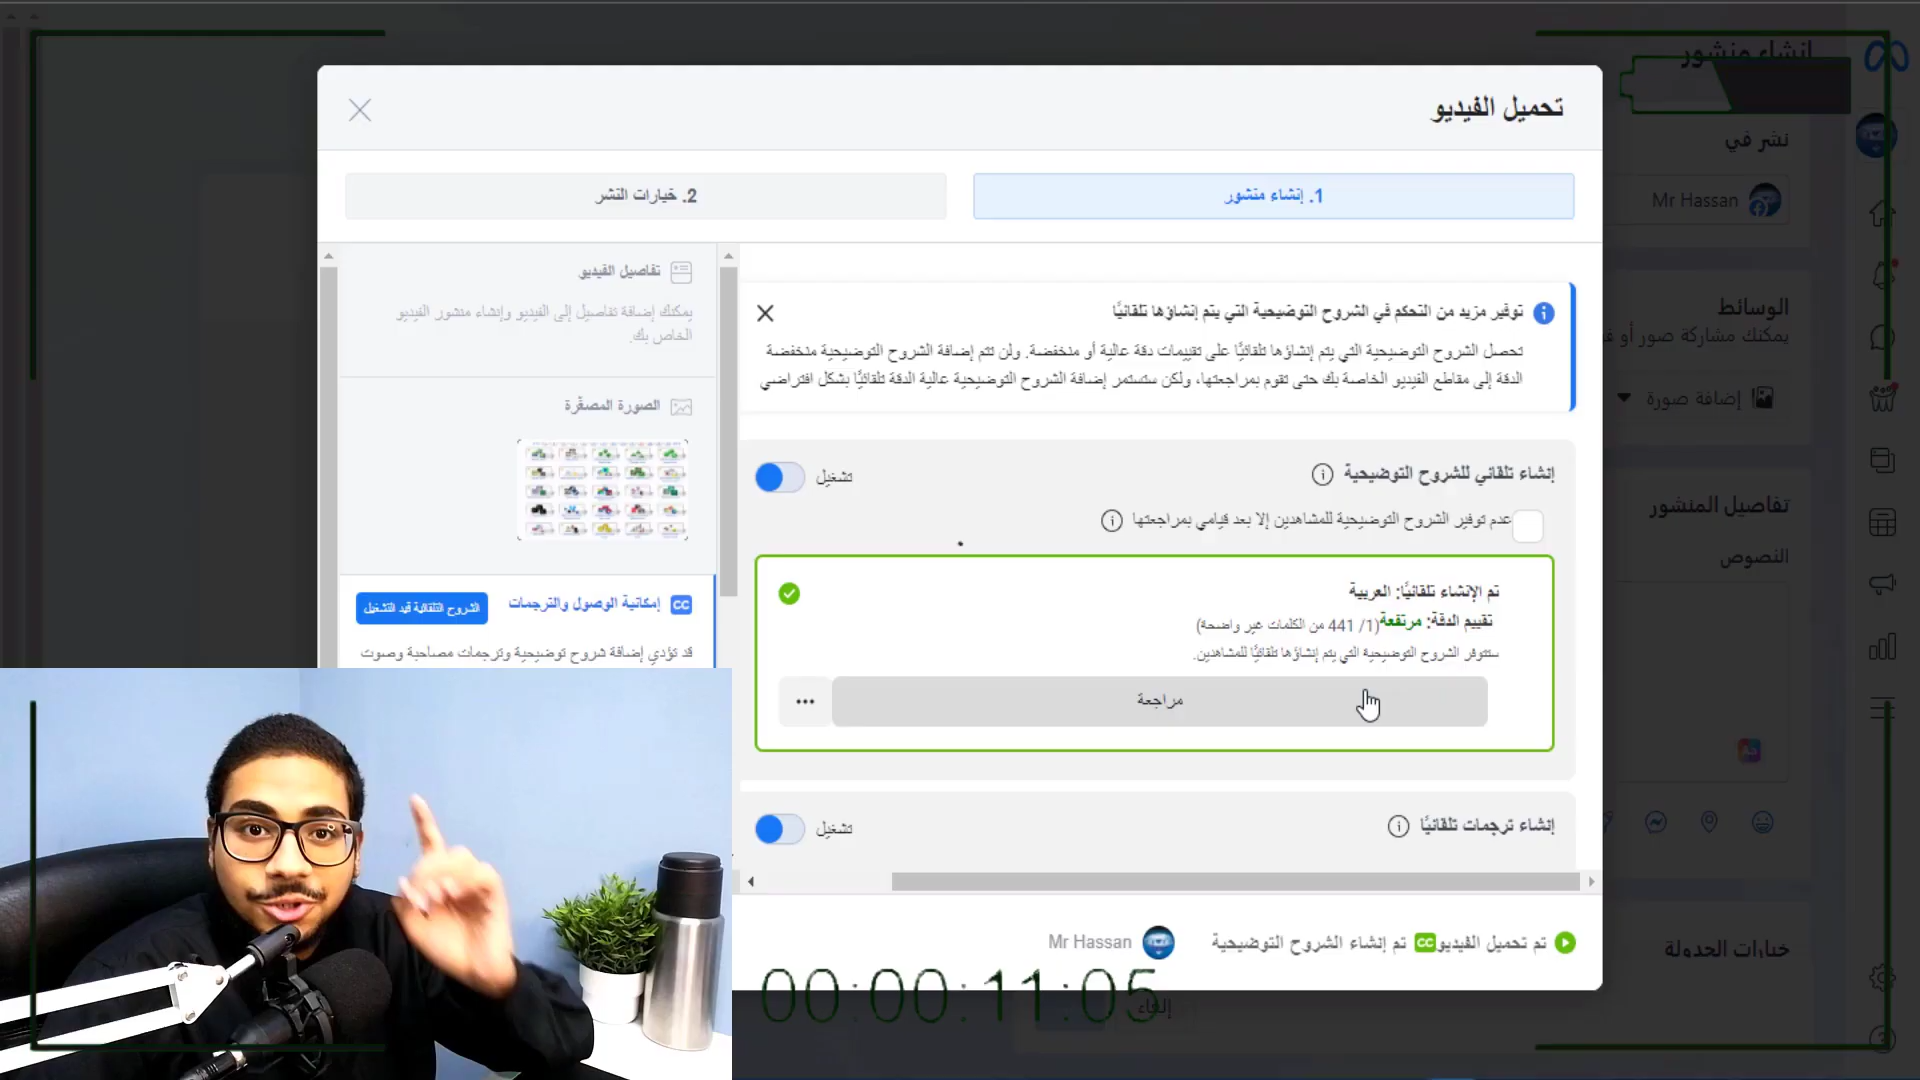 إنشاء منشور
نشر في
Mr Hassan
الوسائط
يمكنك مشاركة صور أو
إضافة صورة
تفاصيل المنشور
النصوص
خيارات الجدولة
تحميل الفيديو
1. إنشاء منشور
2. خيارات النشر
توفير مزيد من التحكم في الشروح التوضيحية التي يتم إنشاؤها تلقائيًا
تحصل الشروح التوضيحية التي يتم إنشاؤها تلقائيًا على تقييمات دقة عالية أو منخفضة. ولن تتم إضافة الشروح التوضيحية منخفضة
الدقة إلى مقاطع الفيديو الخاصة بك حتى تقوم بمراجعتها، ولكن ستستمر إضافة الشروح التوضيحية عالية الدقة تلقائيًا بشكل افتراضي
إنشاء تلقائي للشروح التوضيحية
تشغيل
عدم توفير الشروح التوضيحية للمشاهدين إلا بعد قيامي بمراجعتها
تم الإنشاء تلقائيًا: العربية
تقييم الدقة: مرتفعة(1/ 441 من الكلمات غير واضحة)
ستتوفر الشروح التوضيحية التي يتم إنشاؤها تلقائيًا للمشاهدين.
مراجعة
إنشاء ترجمات تلقائيًا
تشغيل
تفاصيل الفيديو
يمكنك إضافة تفاصيل إلى الفيديو وإنشاء منشور الفيديو
الخاص بك.
الصورة المصغّرة
CC إمكانية الوصول والترجمات
الشروح التلقائية قيد التشغيل
قد تؤدي إضافة شروح توضيحية وترجمات مصاحبة وصوت
تم تحميل الفيديو CC تم إنشاء الشروح التوضيحية
Mr Hassan
إلغاء
00:00:11:05